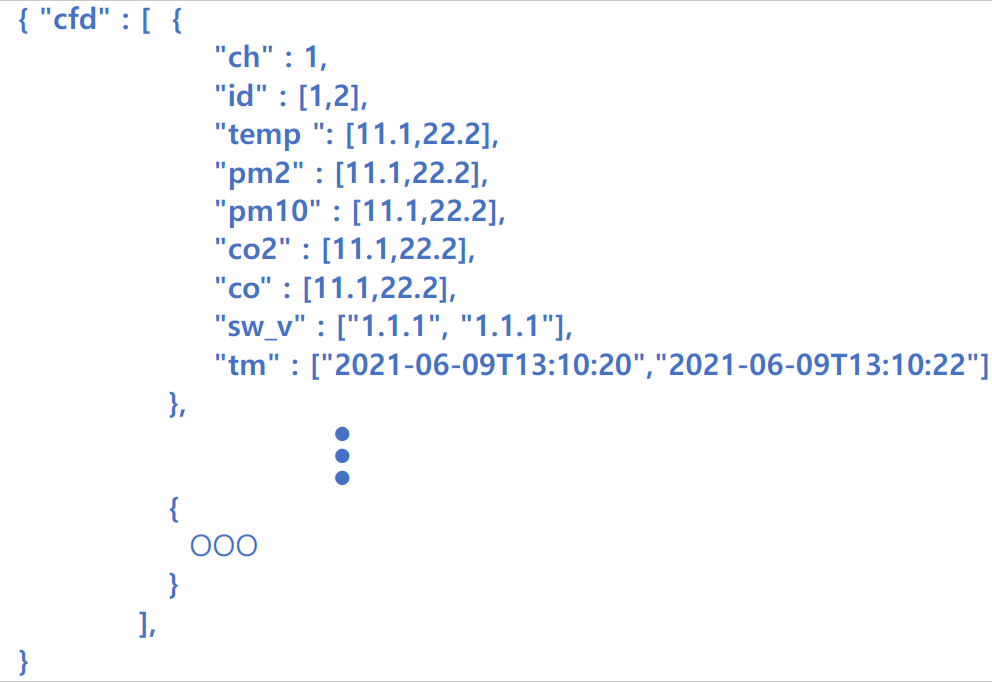 { "cfd" : [  {
"ch" : 1,
"id" : [1,2],
"temp ": [11.1,22.2],
"pm2" : [11.1,22.2],
"pm10" : [11.1,22.2],
"co2" : [11.1,22.2],
"co" : [11.1,22.2],
"sw_v" : ["1.1.1", "1.1.1"],
"tm" : ["2021-06-09T13:10:20","2021-06-09T13:10:22"]
},
{
OOO
}
],
}